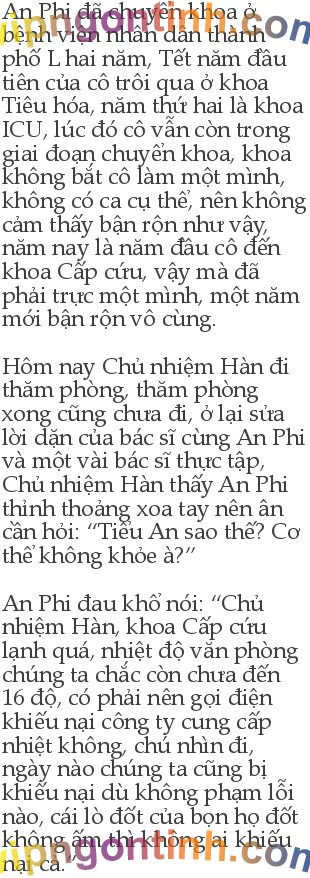 An Phi đã chuyển khoa ở
bệnh viện nhân dân thành
phố L hai năm, Tết năm đầu
tiên của cô trôi qua ở khoa
Tiêu hóa, năm thứ hai là khoa
ICU, lúc đó cô vẫn còn trong
giai đoạn chuyển khoa, khoa
không bắt cô làm một mình,
không có ca cụ thể, nên không
cảm thấy bận rộn như vậy,
năm nay là năm đầu cô đến
khoa Cấp cứu, vậy mà đã
phải trực một mình, một năm
mới bận rộn vô cùng.
Hôm nay Chủ nhiệm Hàn đi
thăm phòng, thăm phòng
xong cũng chưa đi, ở lại sửa
lời dặn của bác sĩ cùng An Phi
và một vài bác sĩ thực tập,
Chủ nhiệm Hàn thấy An Phi
thỉnh thoảng xoa tay nên ân
cần hỏi: “Tiểu An sao thế? Cơ
thể không khỏe à?”
An Phi đau khổ nói: “Chủ
nhiệm Hàn, khoa Cấp cứu
lạnh quá, nhiệt độ văn phòng
chúng ta chắc còn chưa đến
16 độ, có phải nên gọi điện
khiếu nại công ty cung cấp
nhiệt không, chú nhìn đi,
ngày nào chúng ta cũng bị
khiếu nại dù không phạm lỗi
nào, cái lò đốt của bọn họ đốt
không ấm thì không ai khiếu
nại cả.”
upngontinh.com
upngontinh.com